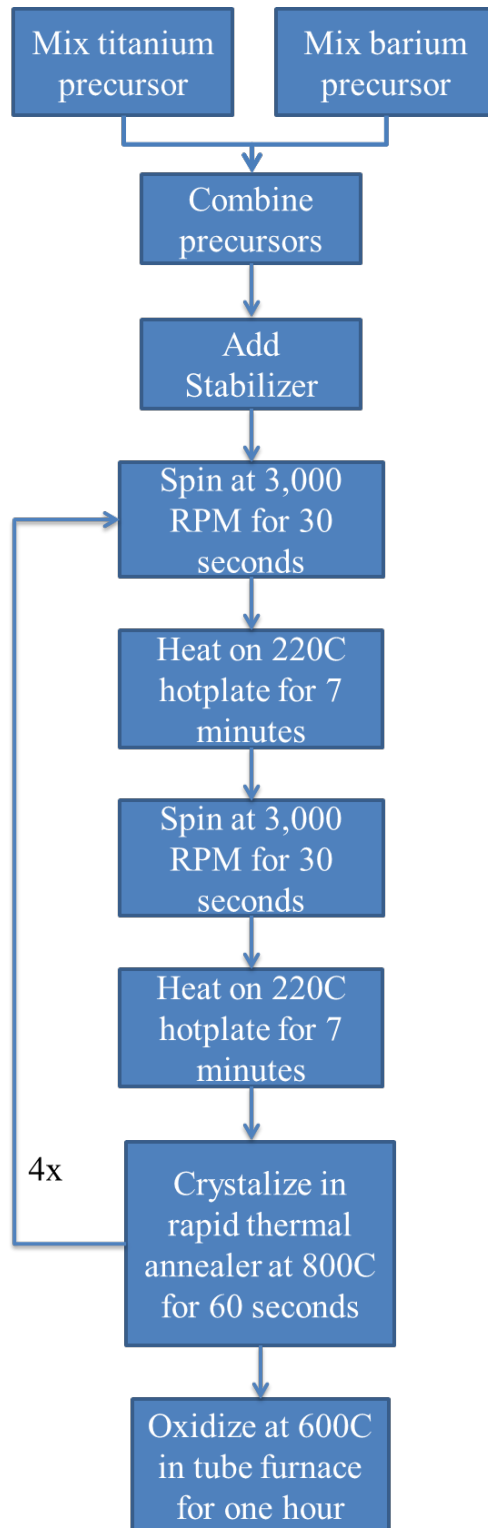 Mix titanium
precursor
Mix barium
precursor
Combine
precursors
Add
Stabilizer
Spin at 3,000
RPM for 30
seconds
Heat on 220C
hotplate for 7
minutes
Spin at 3,000
RPM for 30
seconds
Heat on 220C
hotplate for 7
minutes
4x
Crystalize in
rapid thermal
annealer at 800C
for 60 seconds
Oxidize at 600C
in tube furnace
for one hour